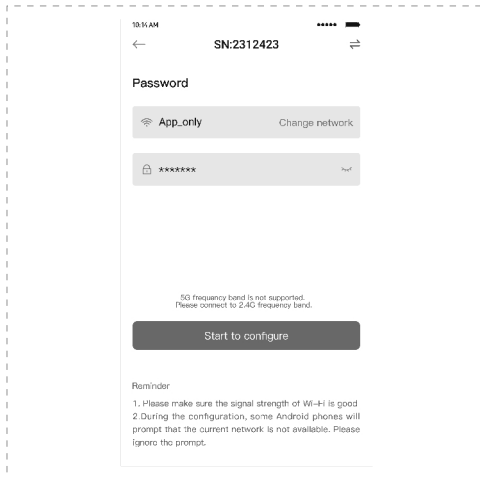 10:14 AM
SN:2312423
Password
App_only Change network
*******
5G frequency band is not supported.
Please connect to 2.4G frequency band.
Start to configure
Reminder
1. Please make sure the signal strength of Wi-Fi is good
2.During the configuration, some Android phones will
prompt that the current network is not available. Please
ignore the prompt.